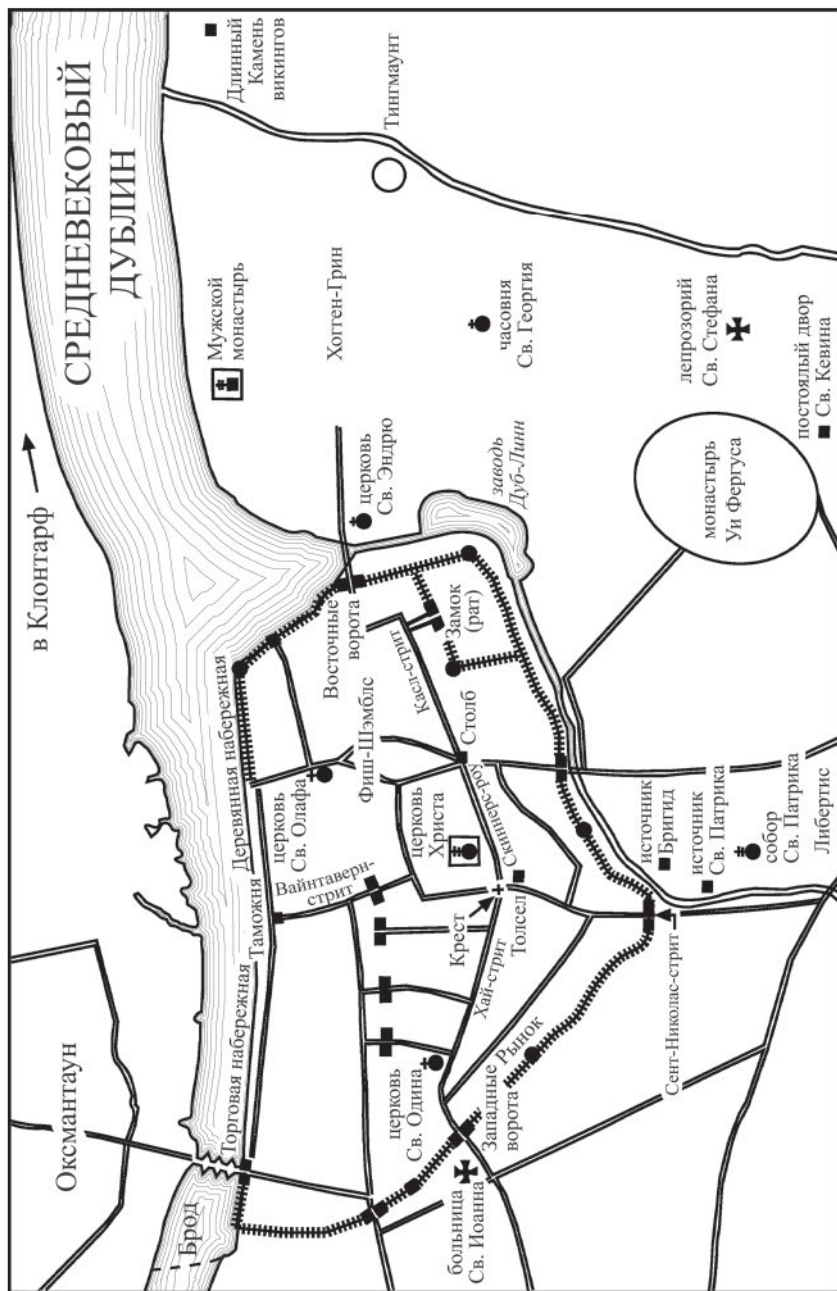 в Клонтарф
СРЕДНЕВЕКОВЫЙ
ДУБЛИН
Длинный
Камень
викингов
Тингмаунт
Мужской
монастырь
Хогген-Грин
часовня
Св. Георгия
лепрозорий
Св. Стефана
постоялый двор
Св. Кевина
церковь
Св. Эндрю
заводь
Дуб-Линн
монастырь
Уи Фергуса
Оксмантаун
Брод
Торговая набережная
Таможня
Деревянная набережная
Восточные
ворота
церковь
Св. Олафа
Фиш-Шэмблс
Вайнтаверн-
стрит
Касл-стрит
Замок
(рат)
Столб
церковь
Христа
Скиннерс-роу
Крест
Толсел
Хай-стрит
церковь
Св. Одина
Западные
ворота
Рынок
больница
Св. Иоанна
Сент-Николас-стрит
источник
Бригид
источник
Св. Патрика
собор
Св. Патрика
Либертис